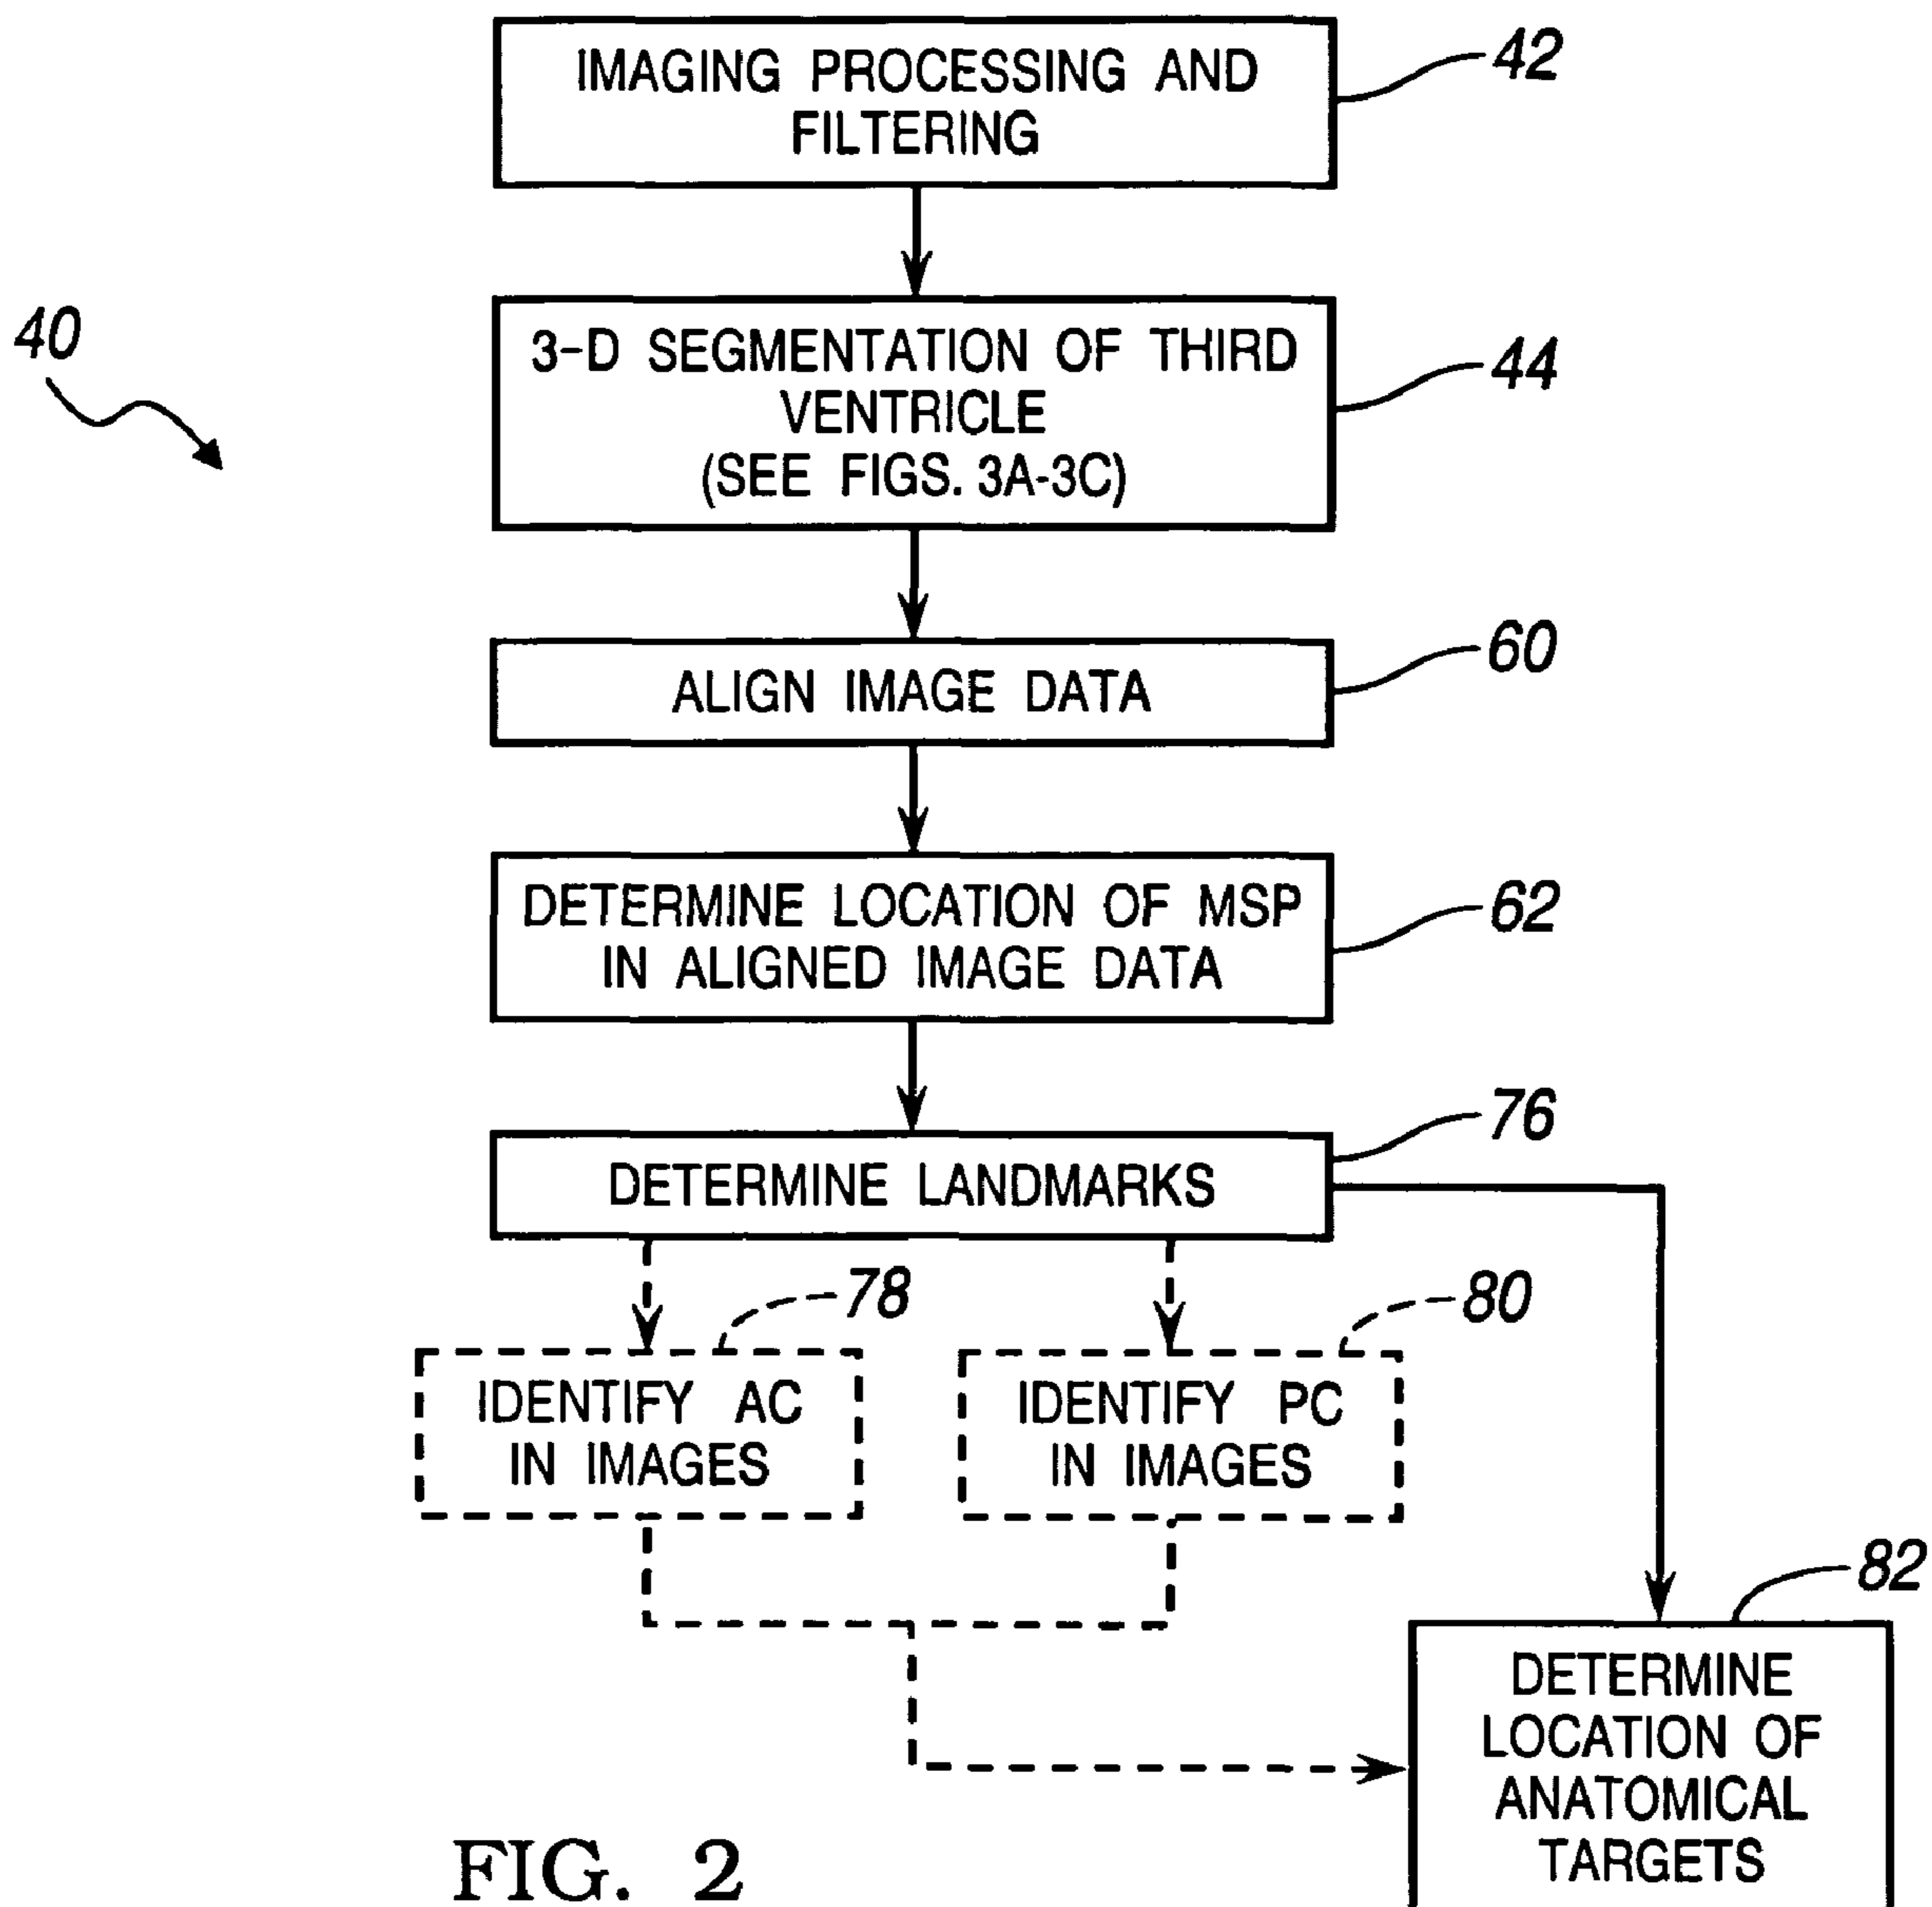 IMAGING PROCESSING AND
FILTERING
42
40
3-D SEGMENTATION OF THIRD
VENTRICLE
(SEE FIGS. 3A-3C)
44
ALIGN IMAGE DATA
60
DETERMINE LOCATION OF MSP
IN ALIGNED IMAGE DATA
62
DETERMINE LANDMARKS
76
78
IDENTIFY AC
IN IMAGES
80
IDENTIFY PC
IN IMAGES
82
DETERMINE
LOCATION OF
ANATOMICAL
TARGETS
FIG. 2